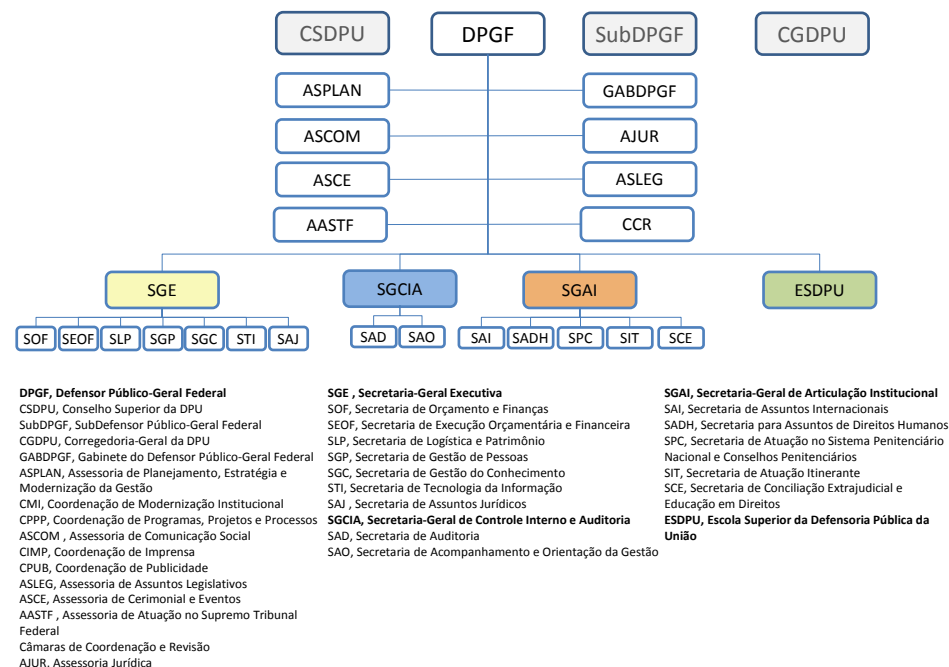 CSDPU
DPGF
SubDPGF
CGDPU
ASPLAN
GABDPGF
ASCOM
AJUR
ASCE
ASLEG
AASTF
CCR
SGE
SGCIA
SGAI
ESDPU
SOF
SEOF
SLP
SGP
SGC
STI
SAJ
SAD
SAO
SAI
SADH
SPC
SIT
SCE
DPGF, Defensor Público-Geral Federal
CSDPU, Conselho Superior da DPU
SubDPGF, SubDefensor Público-Geral Federal
CGDPU, Corregedoria-Geral da DPU
GABDPGF, Gabinete do Defensor Público-Geral Federal
ASPLAN, Assessoria de Planejamento, Estratégia e
Modernização da Gestão
CMI, Coordenação de Modernização Institucional
CPPP, Coordenação de Programas, Projetos e Processos
ASCOM , Assessoria de Comunicação Social
CIMP, Coordenação de Imprensa
CPUB, Coordenação de Publicidade
ASLEG, Assessoria de Assuntos Legislativos
ASCE, Assessoria de Cerimonial e Eventos
AASTF , Assessoria de Atuação no Supremo Tribunal
Federal
Câmaras de Coordenação e Revisão
AJUR, Assessoria Jurídica
SGE , Secretaria-Geral Executiva
SOF, Secretaria de Orçamento e Finanças
SEOF, Secretaria de Execução Orçamentária e Financeira
SLP, Secretaria de Logística e Patrimônio
SGP, Secretaria de Gestão de Pessoas
SGC, Secretaria de Gestão do Conhecimento
STI, Secretaria de Tecnologia da Informação
SAJ , Secretaria de Assuntos Jurídicos
SGCIA, Secretaria-Geral de Controle Interno e Auditoria
SAD, Secretaria de Auditoria
SAO, Secretaria de Acompanhamento e Orientação da Gestão
SGAI, Secretaria-Geral de Articulação Institucional
SAI, Secretaria de Assuntos Internacionais
SADH, Secretaria para Assuntos de Direitos Humanos
SPC, Secretaria de Atuação no Sistema Penitenciário
Nacional e Conselhos Penitenciários
SIT, Secretaria de Atuação Itinerante
SCE, Secretaria de Conciliação Extrajudicial e
Educação em Direitos
ESDPU, Escola Superior da Defensoria Pública da
União